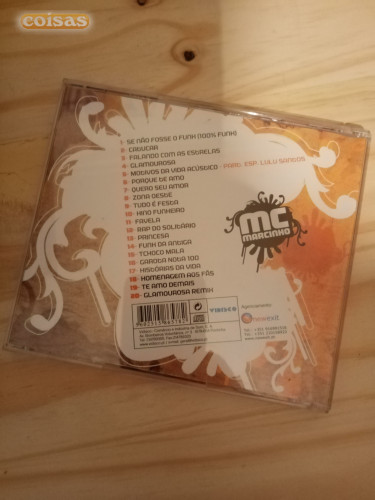 coisas
1 - SE NÃO FOSSE O FUNK (100% FUNK)
2 - CATUCAR
3 - FALANDO COM AS ESTRELAS
4 - GLAMOUROSA
5 - MOTIVOS DA VIDA ACÚSTICO - PART. ESP. LULU SANTOS
6 - PORQUE TE AMO
7 - QUERO SEU AMOR
8 - ZONA OESTE
9 - TUDO É FESTA
10 - HINO FUNKEIRO
11 - FAVELA
12 - RAP DO SOLITÁRIO
13 - PRINCESA
14 - FUNK DA ANTIGA
15 - TCHOCO MALA
16 - GAROTA NOTA 100
17 - HISTÓRIAS DA VIDA
18 - HOMENAGEM AOS FÃS
19 - TE AMO DEMAIS
20 - GLAMOUROSA REMIX
MC
MARCINHO
VIDISCO
Agenciamento: